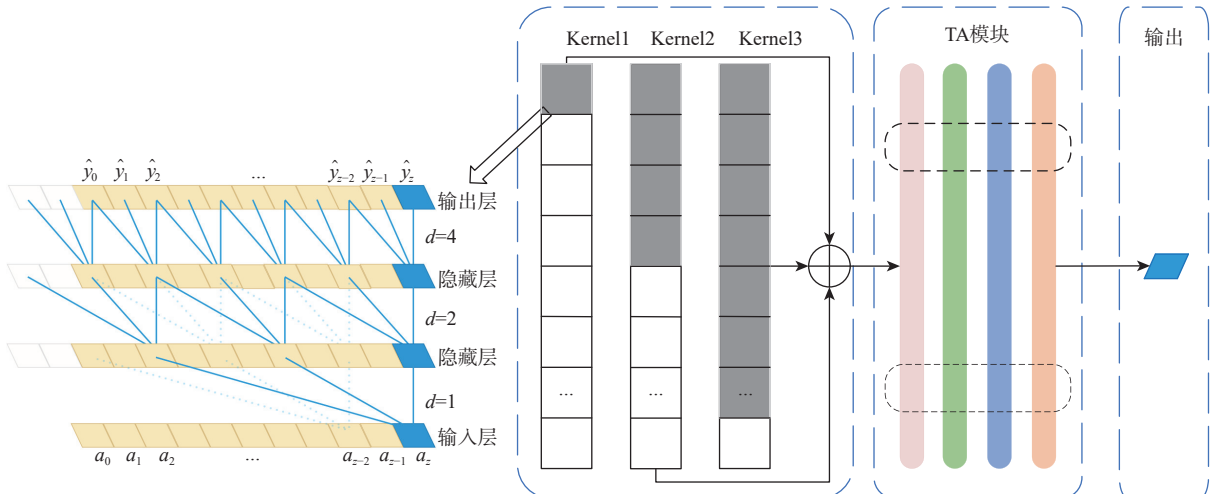 Kernel1 Kernel2 Kernel3
TA模块
输出
ŷ₀ ŷ₁ ŷ₂ ... ŷz−2 ŷz−1 ŷz
输出层
d=4
隐藏层
d=2
隐藏层
d=1
输入层
a₀ a₁ a₂ ... az−2 az−1 az
... ... ...